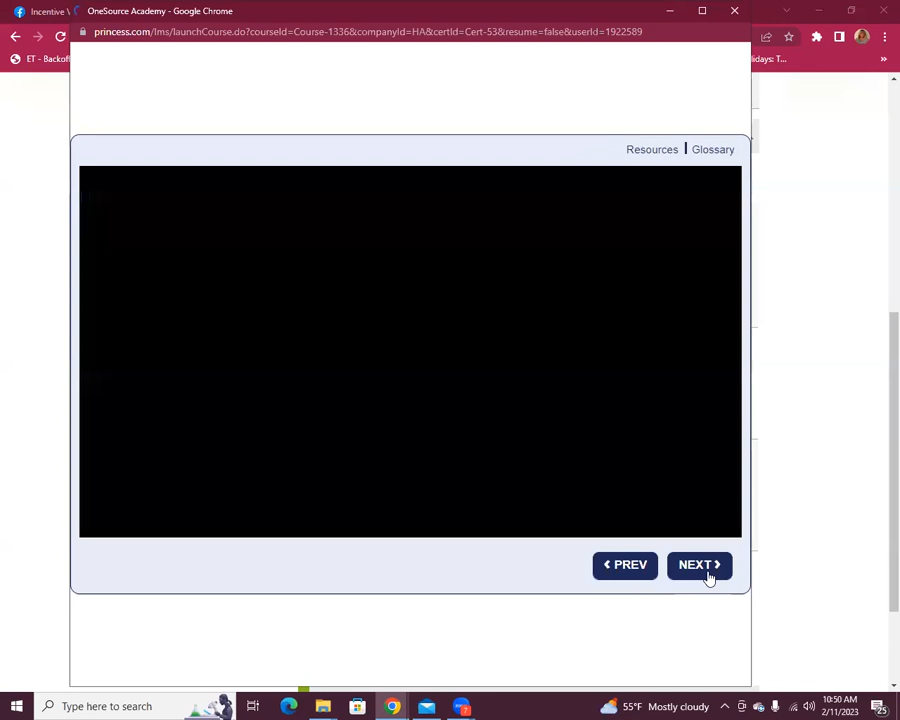 Incentive \
OneSource Academy - Google Chrome
princess.com/lms/launchCourse.do?courseId=Course-1336&companyId=HA&certId=Cert-53&resume=false&userId=1922589
ET - Backof
lidays: T...
»
Resources | Glossary
‹ PREV
NEXT ›
Type here to search
55°F Mostly cloudy
10:50 AM
2/11/2023
25